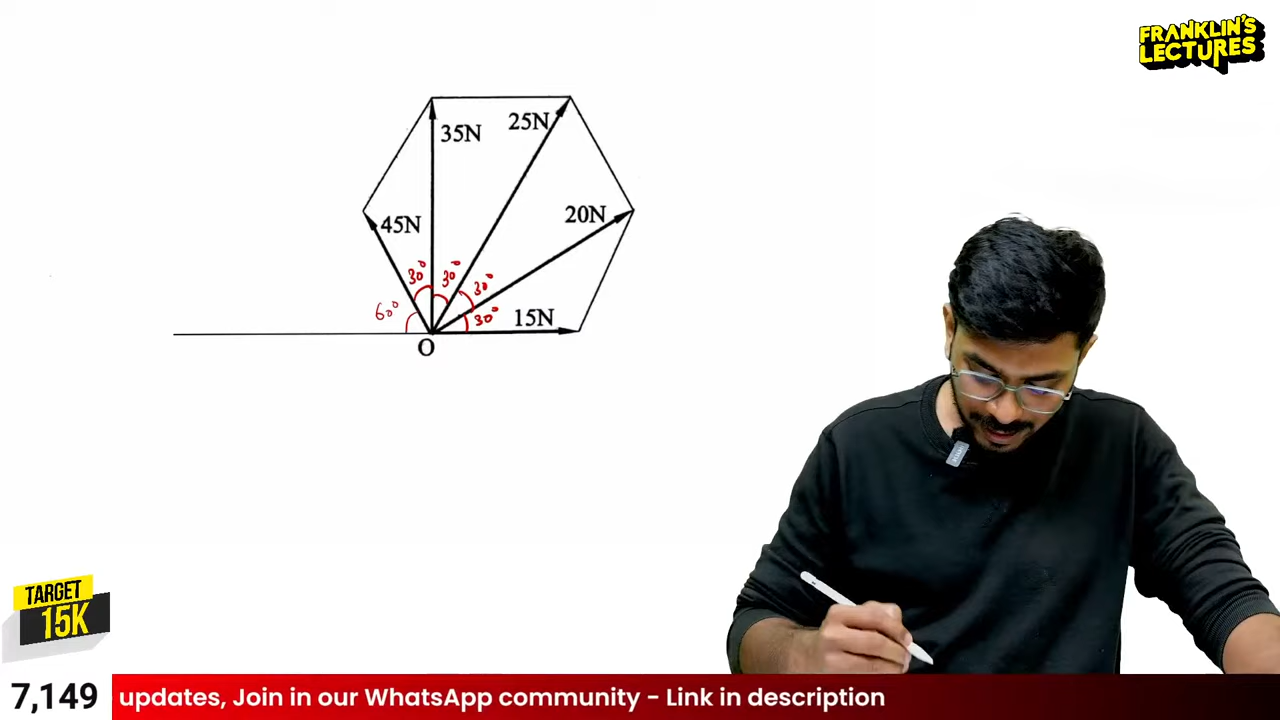 FRANKLIN'S
LECTURES
35N
25N
45N
20N
30°
30°
30°
60°
30°
15N
O
TARGET
15K
7,149
updates, Join in our WhatsApp community - Link in description